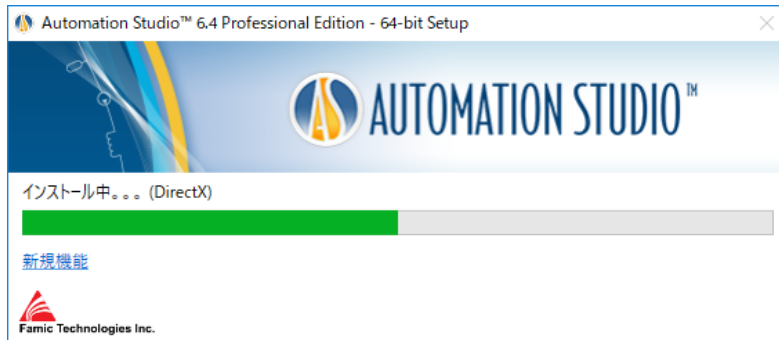 Automation Studio™ 6.4 Professional Edition - 64-bit Setup
AS AUTOMATION STUDIO™
インストール中。。。(DirectX)
新規機能
Famic Technologies Inc.